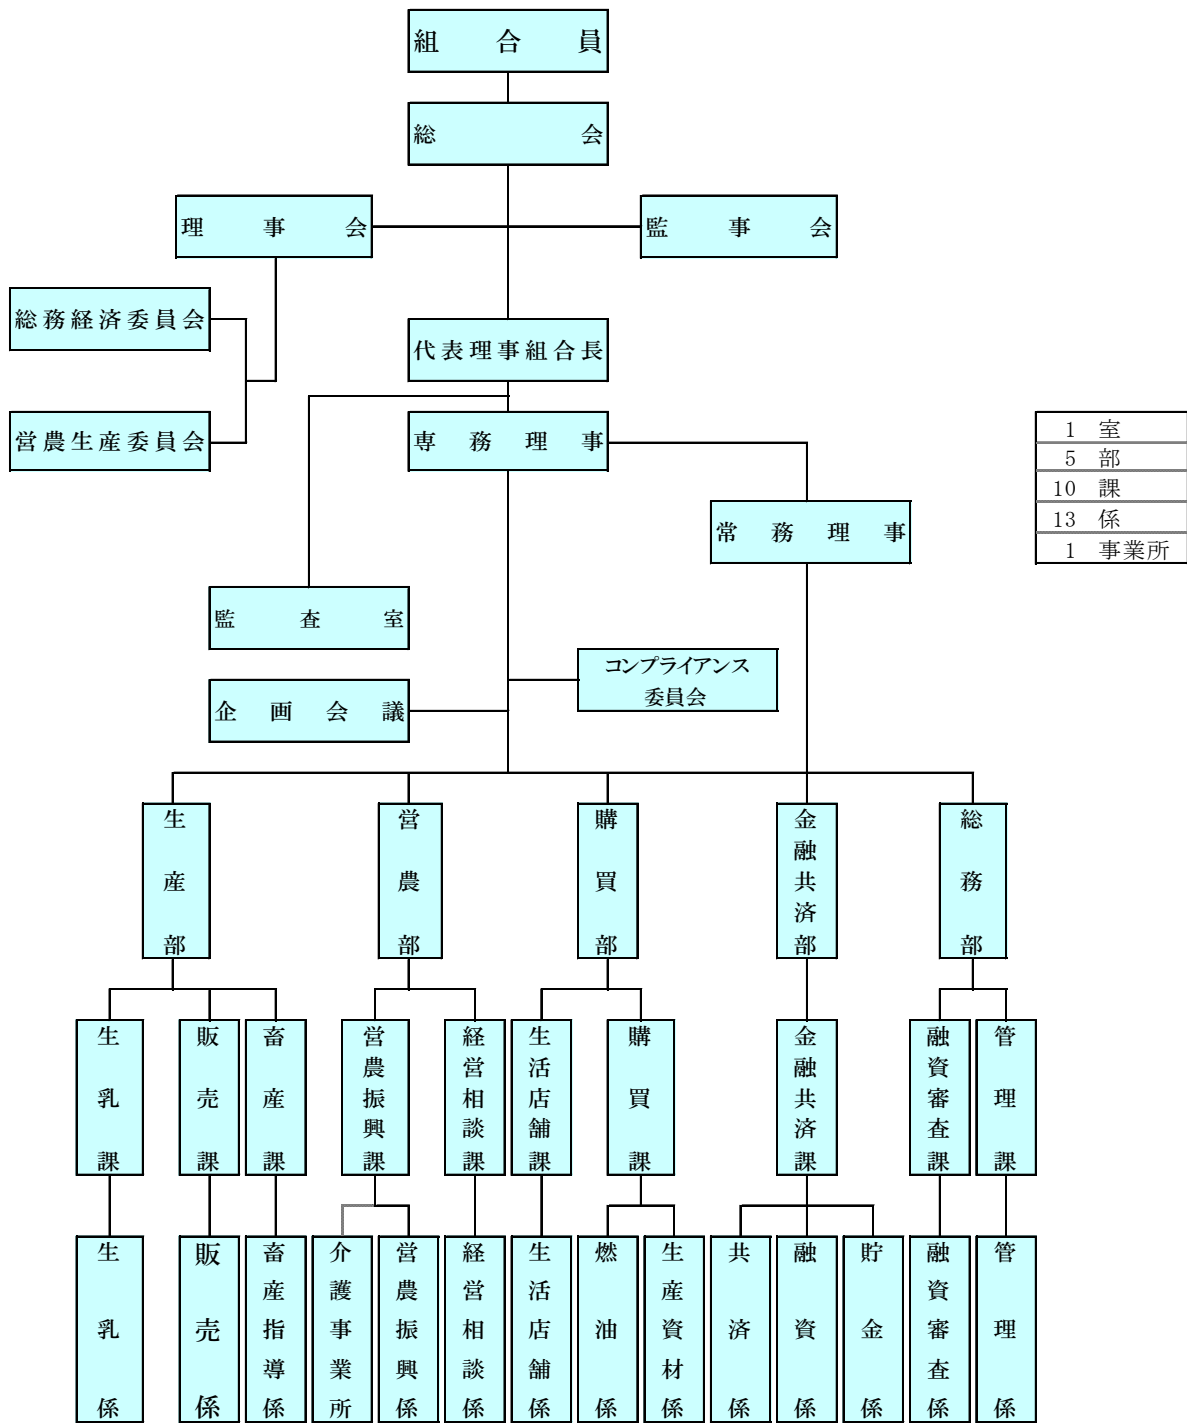 組合員
総会
理事会
監事会
総務経済委員会
代表理事組合長
営農生産委員会
専務理事
1 室
5 部
10 課
13 係
1 事業所
常務理事
監査室
コンプライアンス
委員会
企画会議
生産部
営農部
購買部
金融共済部
総務部
生乳課
販売課
畜産課
営農振興課
経営相談課
生活店舗課
購買課
金融共済課
融資審査課
管理課
生乳係
販売係
畜産指導係
介護事業所
営農振興係
経営相談係
生活店舗係
燃油係
生産資材係
共済係
融資係
貯金係
融資審査係
管理係